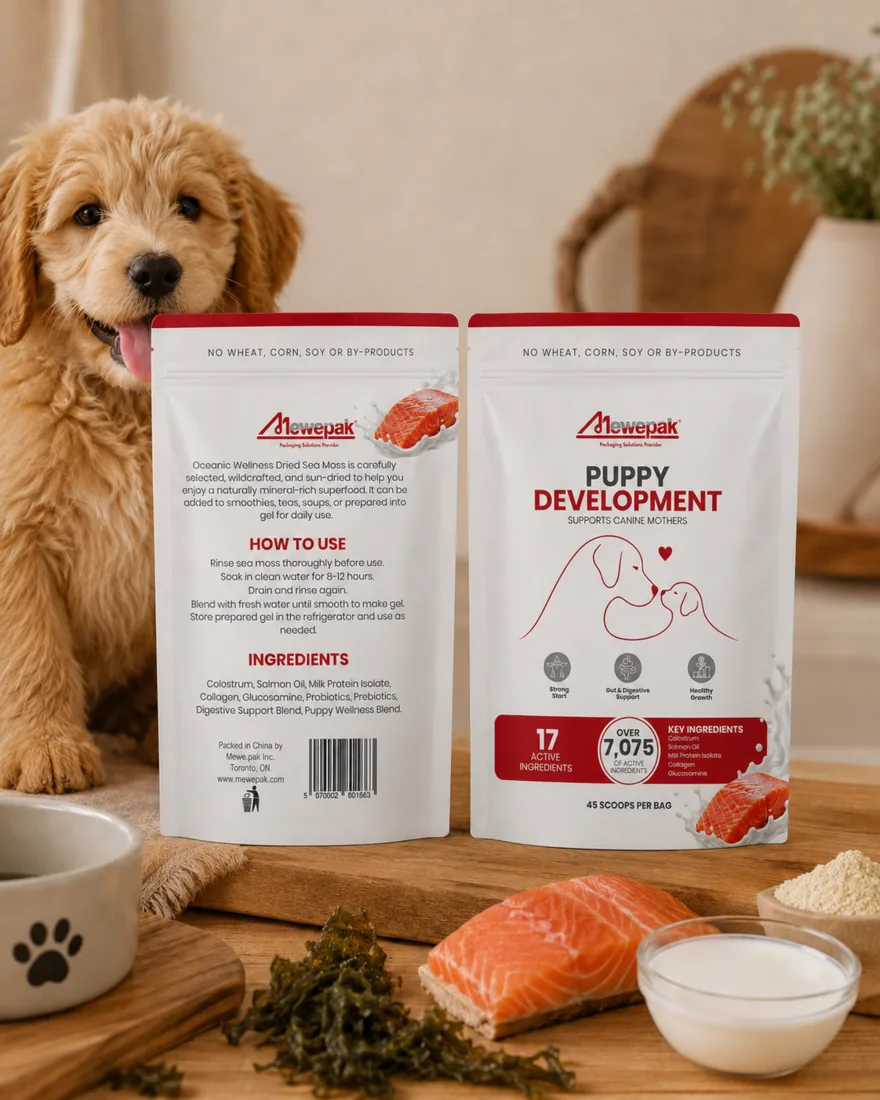 NO WHEAT, CORN, SOY OR BY-PRODUCTS
Mewepak
Packaging Solutions Provider
Oceanic Wellness Dried Sea Moss is carefully
selected, wildcrafted, and sun-dried to help you
enjoy a naturally mineral-rich superfood. It can be
added to smoothies, teas, soups, or prepared into
gel for daily use.
HOW TO USE
Rinse sea moss thoroughly before use.
Soak in clean water for 8-12 hours.
Drain and rinse again.
Blend with fresh water until smooth to make gel.
Store prepared gel in the refrigerator and use as
needed.
INGREDIENTS
Colostrum, Salmon Oil, Milk Protein Isolate,
Collagen, Glucosamine, Probiotics, Prebiotics,
Digestive Support Blend, Puppy Wellness Blend.
Packed in China by
Mewe.pak Inc.
Toronto, ON
www.mewepak.com
5 070002 801863
NO WHEAT, CORN, SOY OR BY-PRODUCTS
Mewepak
Packaging Solutions Provider
PUPPY
DEVELOPMENT
SUPPORTS CANINE MOTHERS
Strong
Start
Gut & Digestive
Support
Healthy
Growth
17
ACTIVE
INGREDIENTS
OVER
7,075
OF ACTIVE
INGREDIENTS
KEY INGREDIENTS
Colostrum
Salmon Oil
Milk Protein Isolate
Collagen
Glucosamine
45 SCOOPS PER BAG